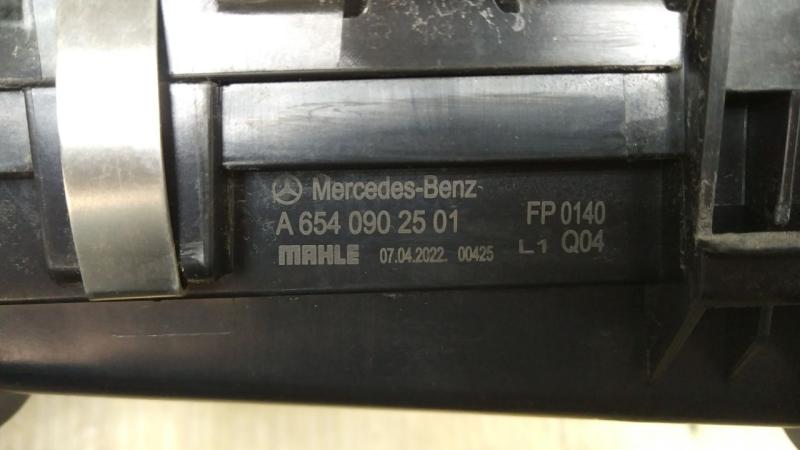 Mercedes-Benz
A 654 090 25 01 FP 0140
MAHLE 07.04.2022. 00425 L1 Q04